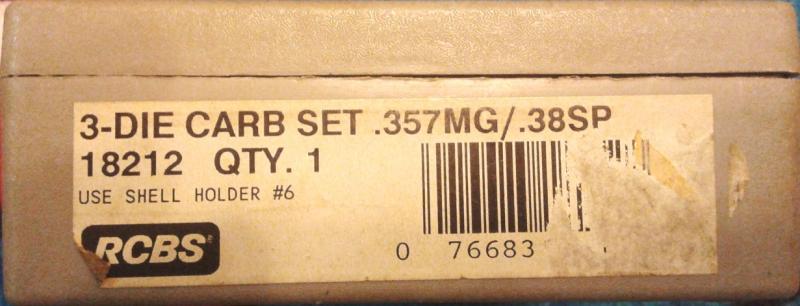 3-DIE CARB SET .357MG/.38SP
18212 QTY. 1
USE SHELL HOLDER #6
RCBS®
0 76683